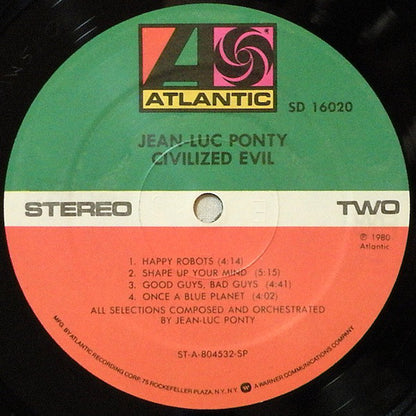 ATLANTIC
SD 16020
JEAN-LUC PONTY
CIVILIZED EVIL
STEREO
TWO
℗ 1980
Atlantic
1. HAPPY ROBOTS (4:14)
2. SHAPE UP YOUR MIND (5:15)
3. GOOD GUYS, BAD GUYS (4:41)
4. ONCE A BLUE PLANET (4:02)
ALL SELECTIONS COMPOSED AND ORCHESTRATED
BY JEAN-LUC PONTY
ST-A-804532-SP
MFG. BY ATLANTIC RECORDING CORP., 75 ROCKEFELLER PLAZA, N.Y., N.Y. A WARNER COMMUNICATIONS COMPANY